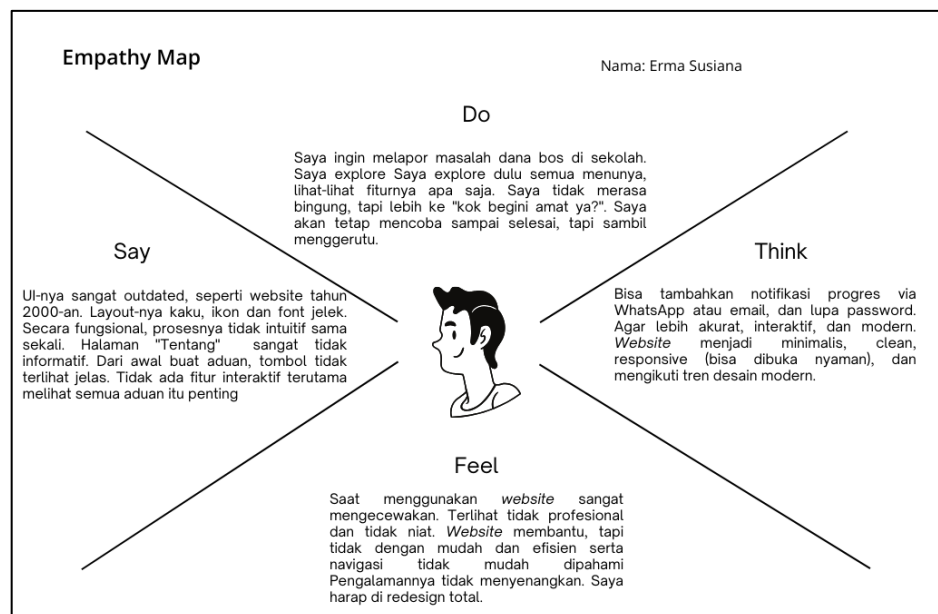 Empathy Map
Nama: Erma Susiana
Do
Saya ingin melapor masalah dana bos di sekolah.
Saya explore Saya explore dulu semua menunya,
lihat-lihat fiturnya apa saja. Saya tidak merasa
bingung, tapi lebih ke "kok begini amat ya?". Saya
akan tetap mencoba sampai selesai, tapi sambil
menggerutu.
Say
UI-nya sangat outdated, seperti website tahun
2000-an. Layout-nya kaku, ikon dan font jelek.
Secara fungsional, prosesnya tidak intuitif sama
sekali. Halaman "Tentang" sangat tidak
informatif. Dari awal buat aduan, tombol tidak
terlihat jelas. Tidak ada fitur interaktif terutama
melihat semua aduan itu penting
Think
Bisa tambahkan notifikasi progres via
WhatsApp atau email, dan lupa password.
Agar lebih akurat, interaktif, dan modern.
Website menjadi minimalis, clean,
responsive (bisa dibuka nyaman), dan
mengikuti tren desain modern.
Feel
Saat menggunakan website sangat
mengecewakan. Terlihat tidak profesional
dan tidak niat. Website membantu, tapi
tidak dengan mudah dan efisien serta
navigasi tidak mudah dipahami
Pengalamannya tidak menyenangkan. Saya
harap di redesign total.